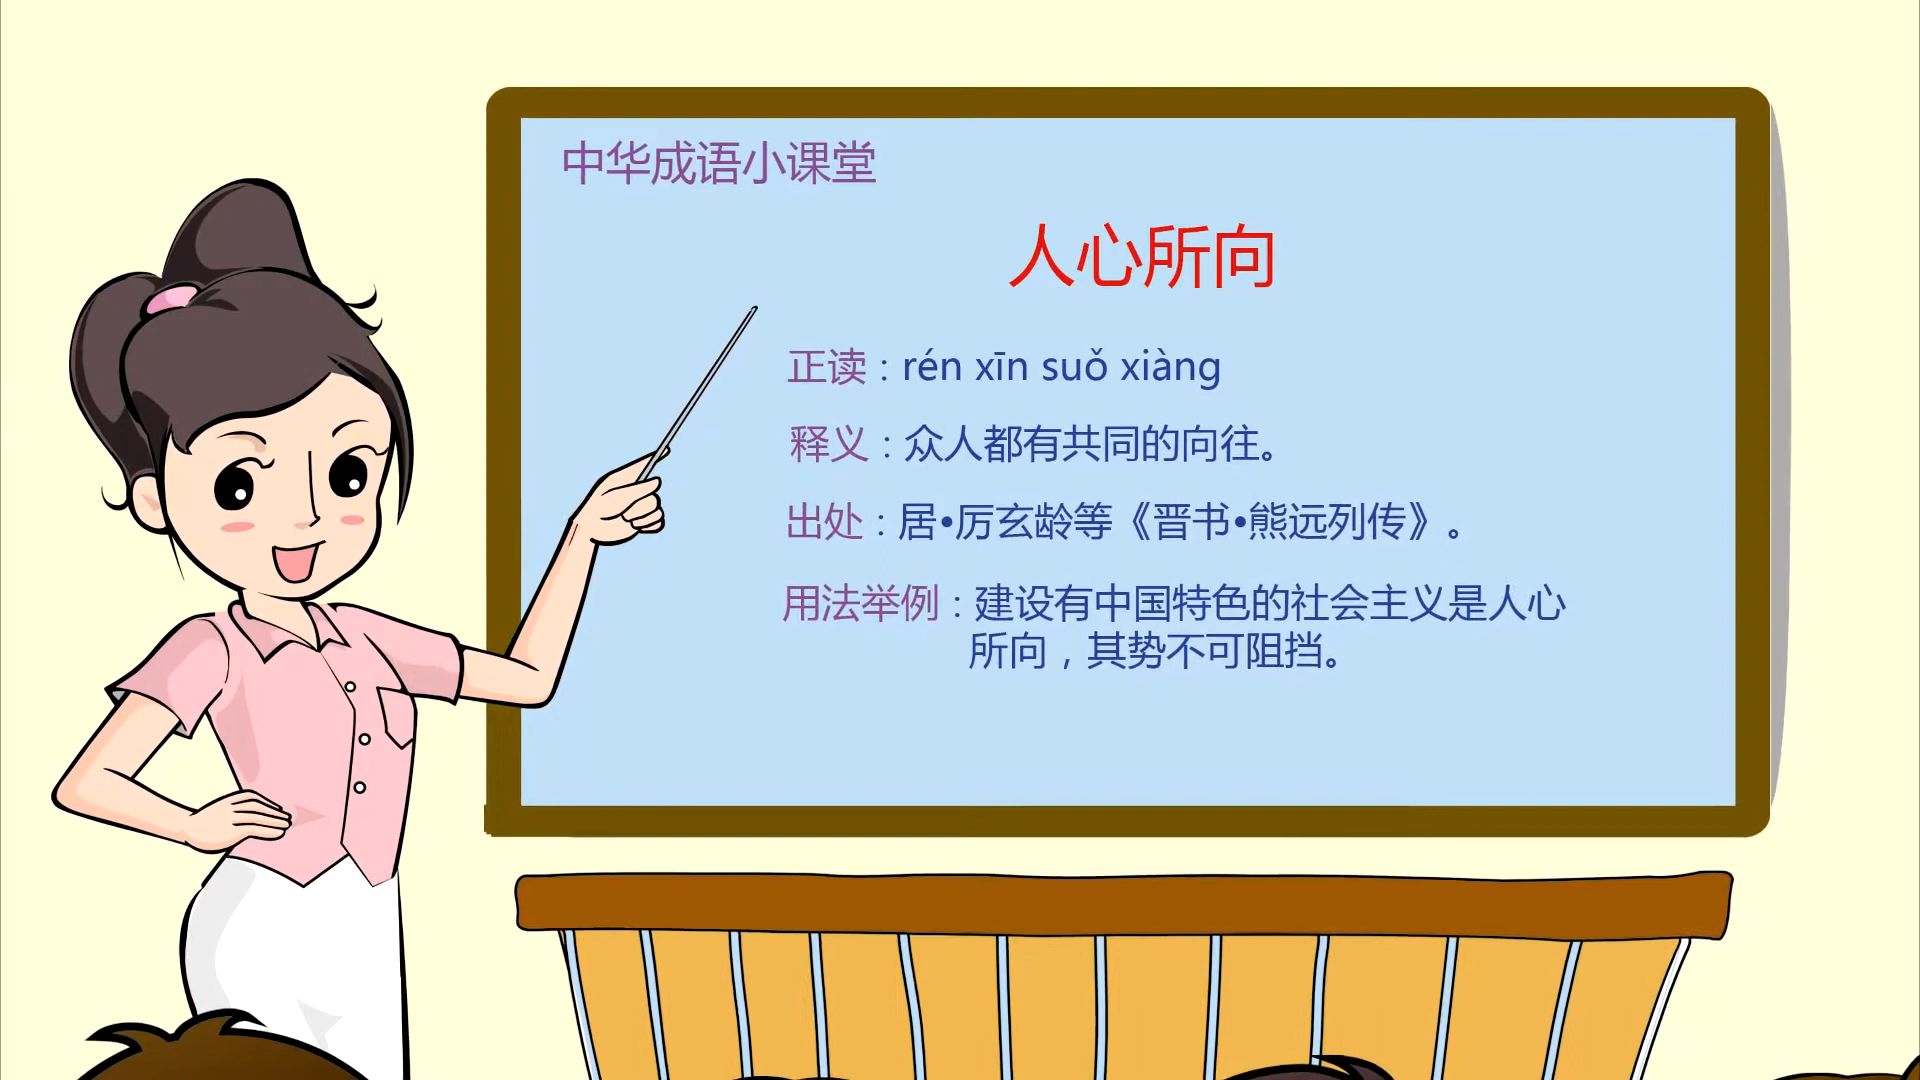 中华成语小课堂
人心所向
正读：rén xīn suǒ xiàng
释义：众人都有共同的向往。
出处：居•厉玄龄等《晋书•熊远列传》。
用法举例：建设有中国特色的社会主义是人心
所向，其势不可阻挡。